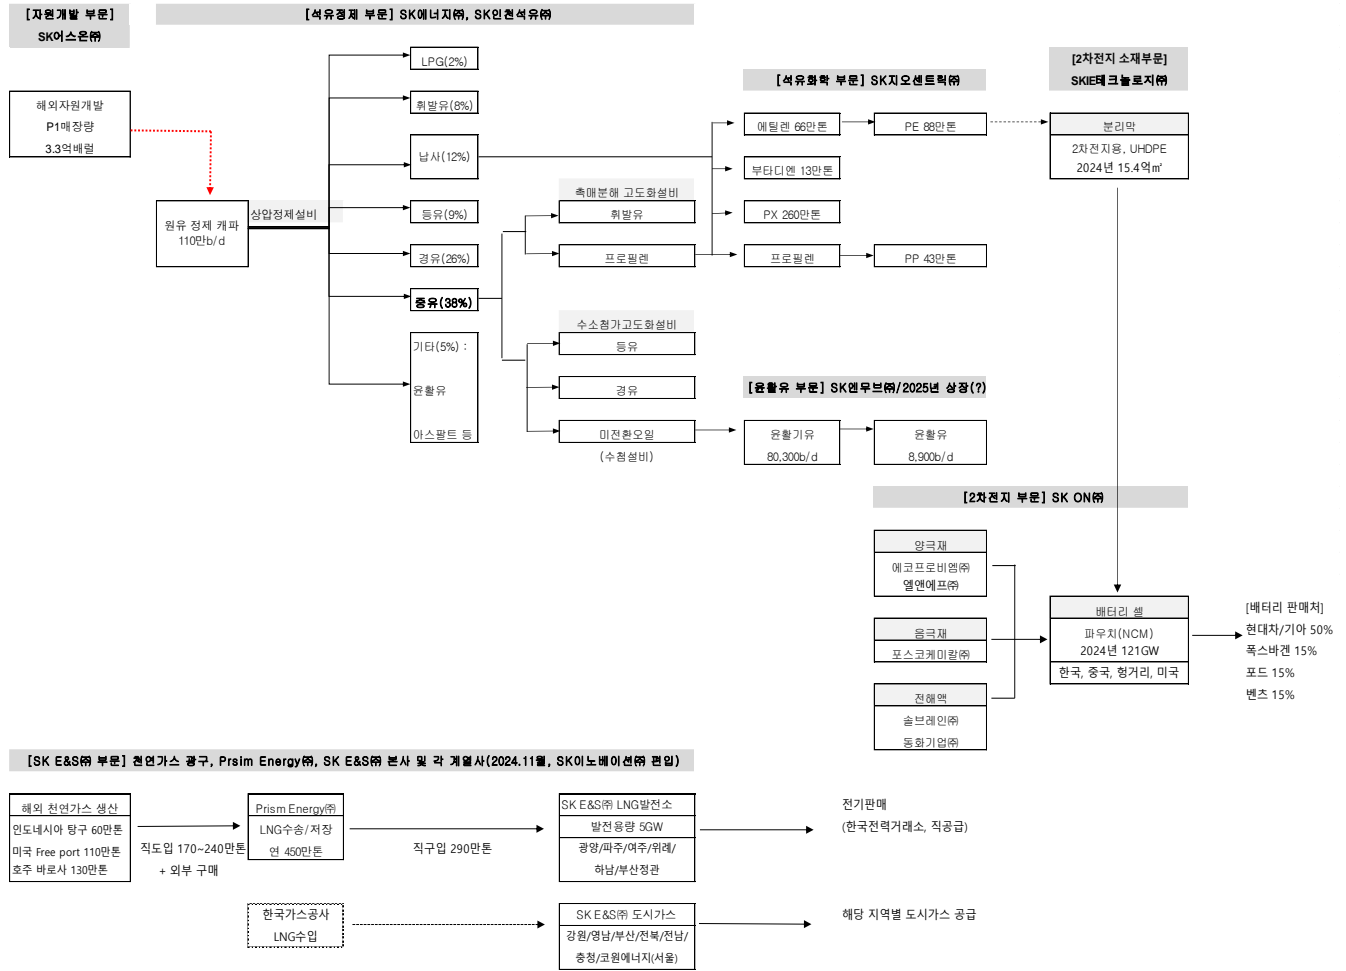 [자원개발 부문]
SK어스온㈜
[석유정제 부문] SK에너지㈜, SK인천석유㈜
해외자원개발
P1매장량
3.3억배럴
원유 정제 캐파
110만b/d
상압정제설비
LPG(2%)
휘발유(8%)
납사(12%)
등유(9%)
경유(26%)
중유(38%)
기타(5%) :
윤활유
아스팔트 등
촉매분해 고도화설비
휘발유
프로필렌
수소첨가고도화설비
등유
경유
미전환오일
(수첨설비)
[석유화학 부문] SK지오센트릭㈜
에틸렌 66만톤
PE 88만톤
부타디엔 13만톤
PX 260만톤
프로필렌
PP 43만톤
[윤활유 부문] SK엔무브㈜/2025년 상장(?)
윤활기유
80,300b/d
윤활유
8,900b/d
[2차전지 소재부문]
SKIE테크놀로지㈜
분리막
2차전지용, UHDPE
2024년 15.4억㎡
[2차전지 부문] SK ON㈜
양극재
에코프로비엠㈜
엘앤에프㈜
음극재
포스코케미칼㈜
전해액
솔브레인㈜
동화기업㈜
배터리 셀
파우치(NCM)
2024년 121GW
한국, 중국, 헝거리, 미국
[배터리 판매처]
현대차/기아 50%
폭스바겐 15%
포드 15%
벤츠 15%
[SK E&S㈜ 부문] 천연가스 광구, Prsim Energy㈜, SK E&S㈜ 본사 및 각 계열사(2024.11월, SK이노베이션㈜ 편입)
해외 천연가스 생산
인도네시아 탕구 60만톤
미국 Free port 110만톤
호주 바로사 130만톤
직도입 170~240만톤
+ 외부 구매
Prism Energy㈜
LNG수송/저장
연 450만톤
직구입 290만톤
SK E&S㈜ LNG발전소
발전용량 5GW
광양/파주/여주/위례/
하남/부산정관
전기판매
(한국전력거래소, 직공급)
한국가스공사
LNG수입
SK E&S㈜ 도시가스
강원/영남/부산/전북/전남/
충청/코원에너지(서울)
해당 지역별 도시가스 공급